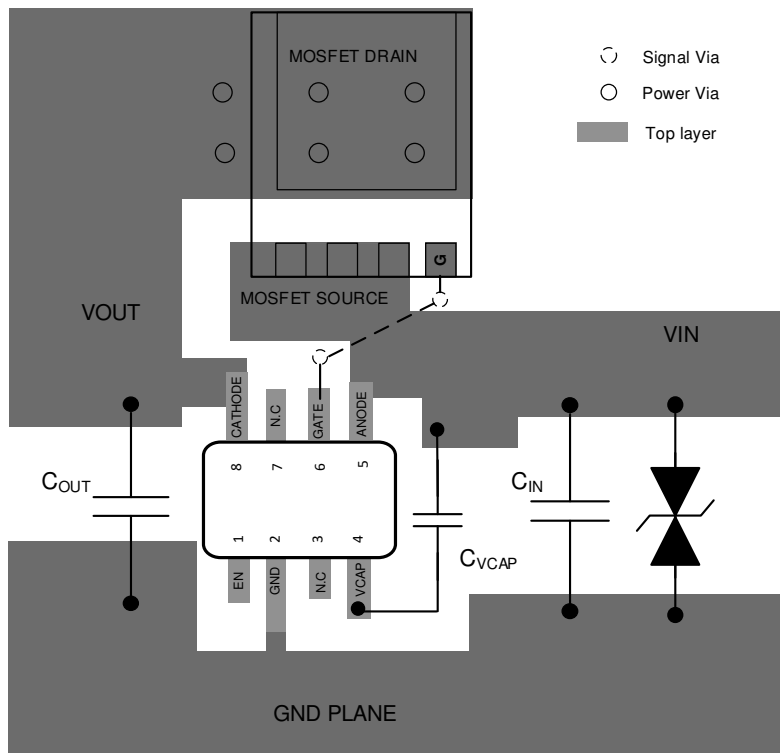 MOSFET DRAIN
Signal Via
Power Via
Top layer
G
MOSFET SOURCE
VOUT
VIN
CATHODE
N.C
GATE
ANODE
8
7
6
5
COUT
CIN
1
2
3
4
CVCAP
EN
GND
N.C
VCAP
GND PLANE